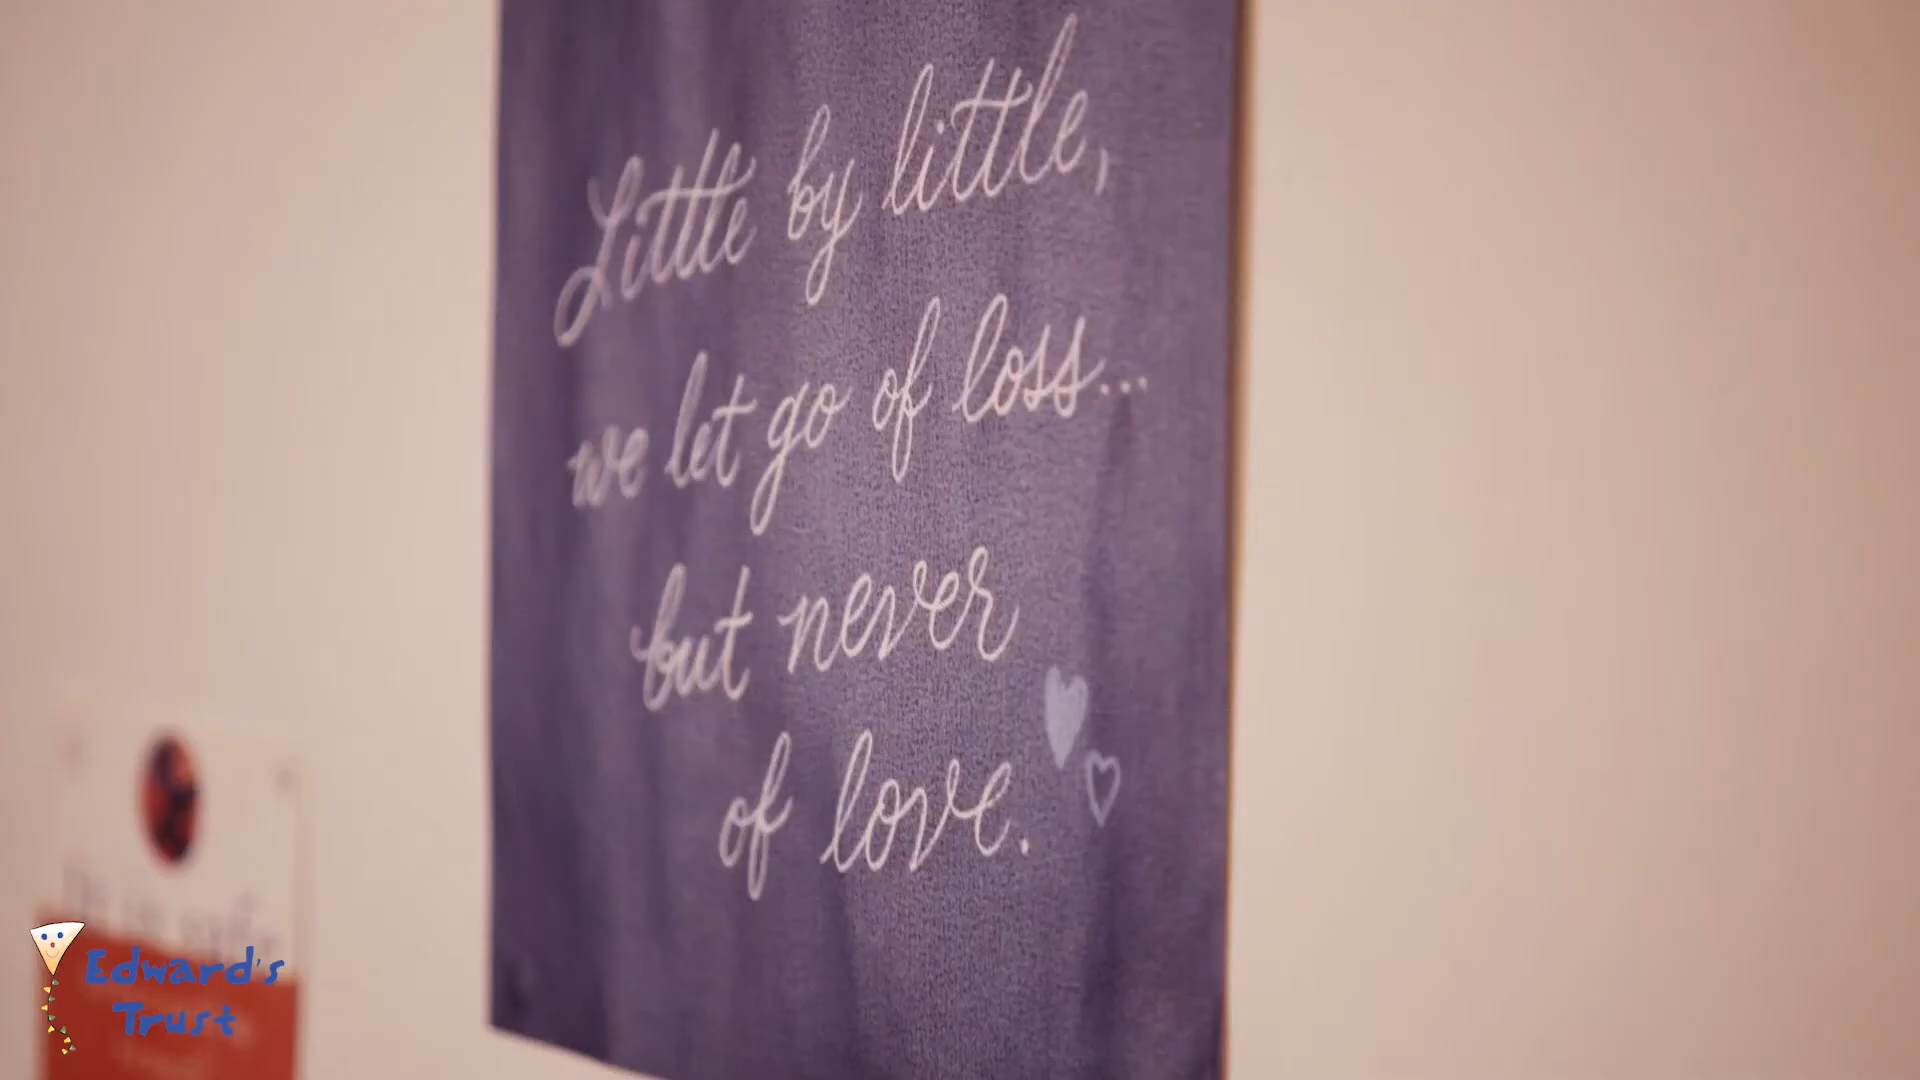 Little by little,
we let go of loss...
but never
of love.
Edward's
Trust